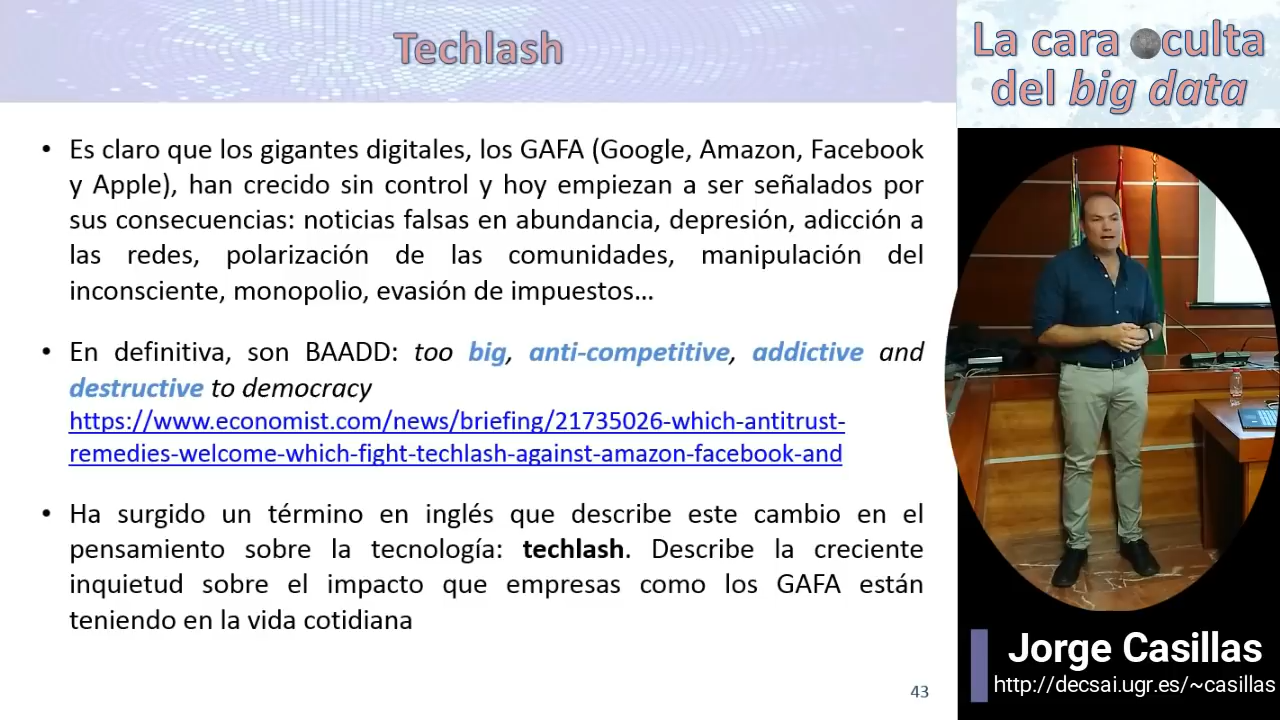 Techlash
La cara oculta
del big data
• Es claro que los gigantes digitales, los GAFA (Google, Amazon, Facebook
y Apple), han crecido sin control y hoy empiezan a ser señalados por
sus consecuencias: noticias falsas en abundancia, depresión, adicción a
las redes, polarización de las comunidades, manipulación del
inconsciente, monopolio, evasión de impuestos...
• En definitiva, son BAADD: too big, anti-competitive, addictive and
destructive to democracy
https://www.economist.com/news/briefing/21735026-which-antitrust-
remedies-welcome-which-fight-techlash-against-amazon-facebook-and
• Ha surgido un término en inglés que describe este cambio en el
pensamiento sobre la tecnología: techlash. Describe la creciente
inquietud sobre el impacto que empresas como los GAFA están
teniendo en la vida cotidiana
43
Jorge Casillas
http://decsai.ugr.es/~casillas